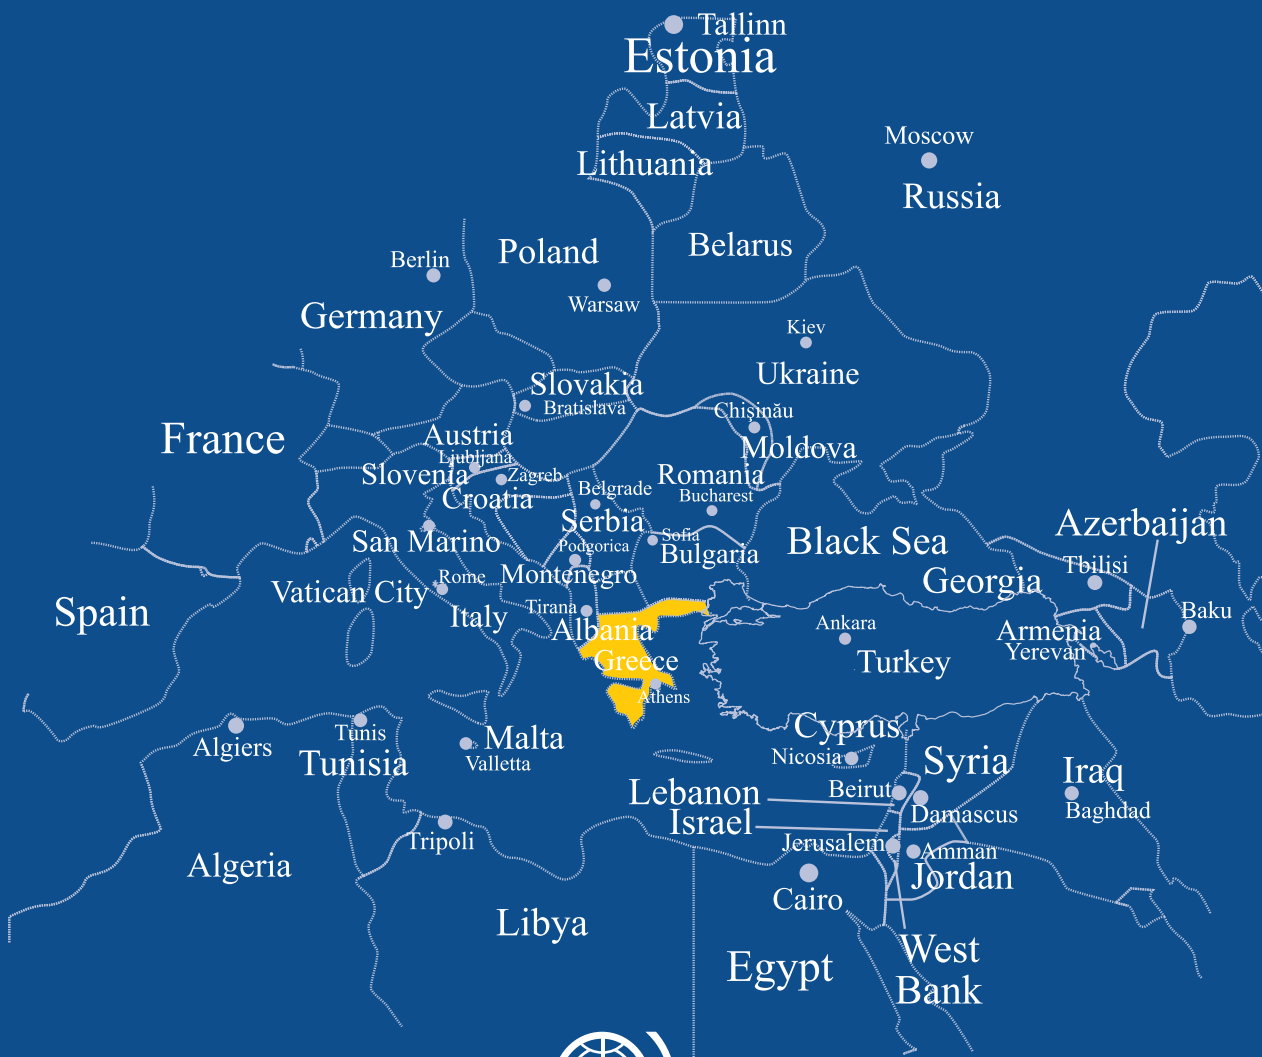 Tallinn
Estonia
Latvia
Moscow
Lithuania
Russia
Belarus
Poland
Berlin
Warsaw
Germany
Kiev
Ukraine
Slovakia
Bratislava
Chișinău
France
Austria
Moldova
Ljubljana
Slovenia
Zagreb
Romania
Croatia
Belgrade
Bucharest
Serbia
Azerbaijan
San Marino
Podgorica
Sofia
Bulgaria
Black Sea
Tbilisi
Rome
Montenegro
Georgia
Vatican City
Spain
Italy
Tirana
Baku
Albania
Ankara
Armenia
Yerevan
Greece
Turkey
Athens
Cyprus
Algiers
Tunis
Malta
Nicosia
Tunisia
Valletta
Syria
Iraq
Lebanon
Beirut
Baghdad
Israel
Damascus
Tripoli
Jerusalem
Amman
Algeria
Jordan
Cairo
Libya
West
Bank
Egypt